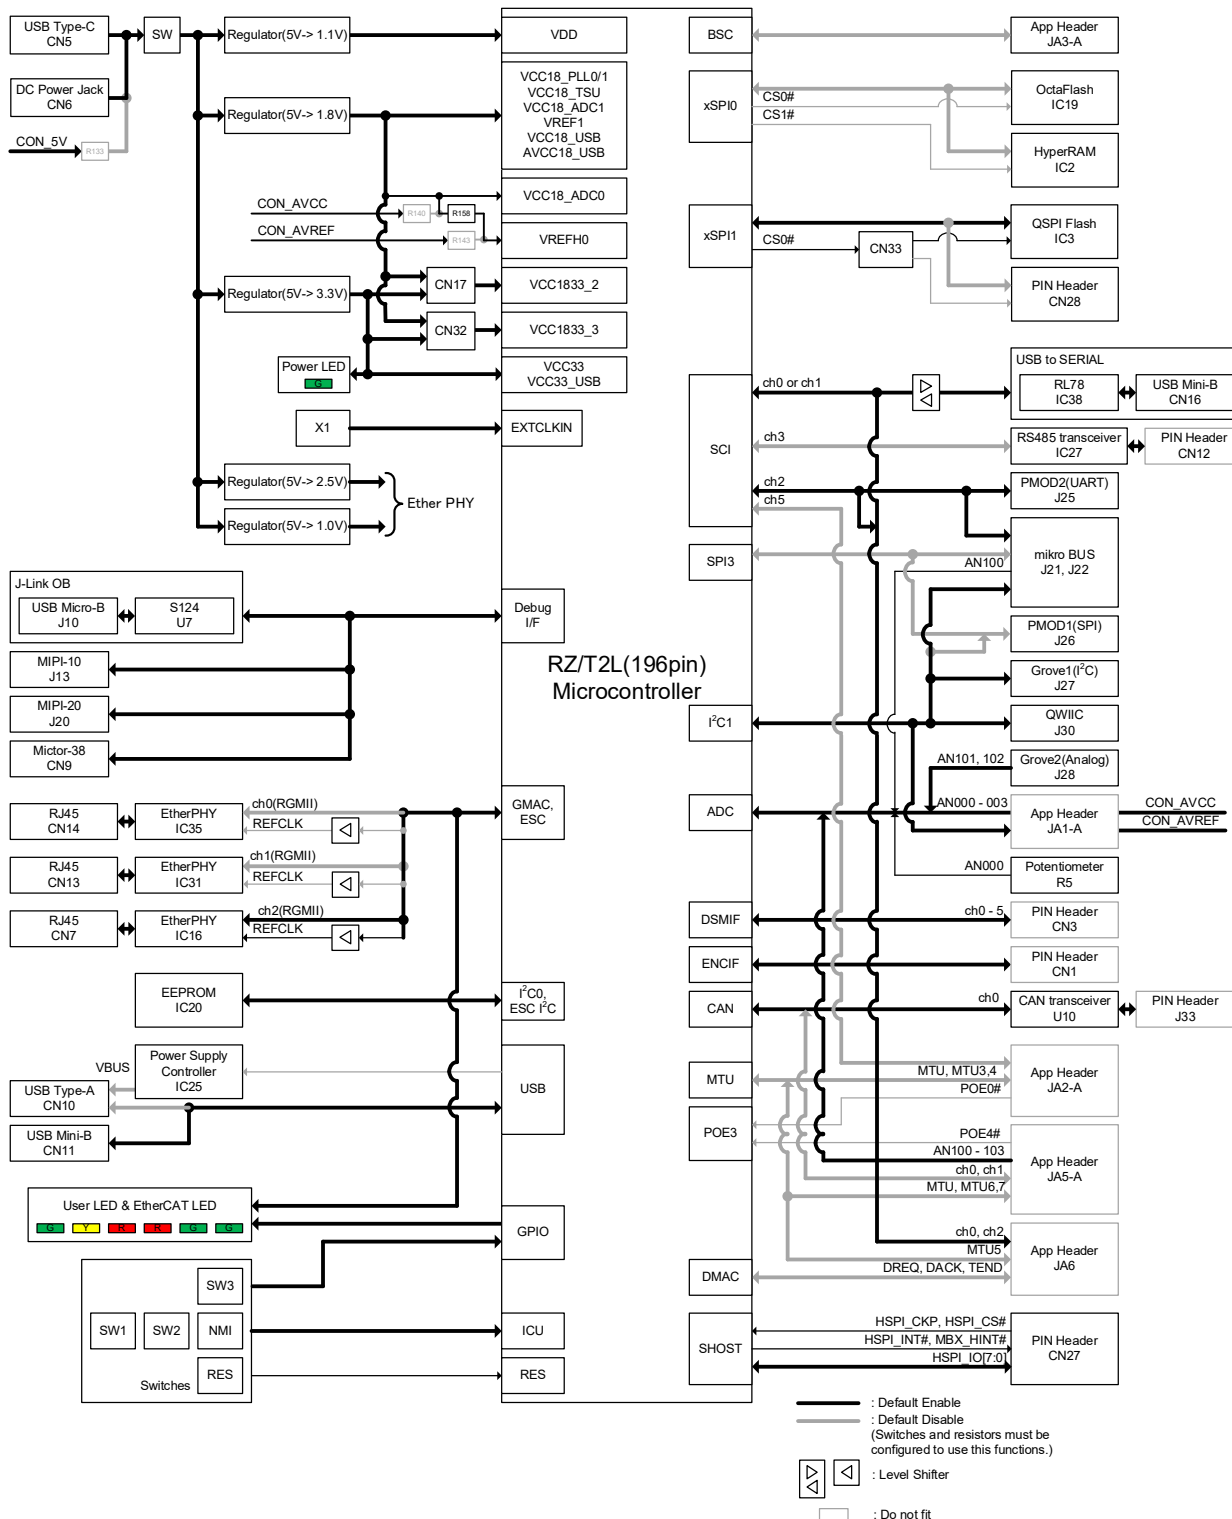 USB Type-C
CN5
SW
Regulator(5V-> 1.1V)
VDD
DC Power Jack
CN6
CON_5V
R133
Regulator(5V-> 1.8V)
VCC18_PLL0/1
VCC18_TSU
VCC18_ADC1
VREF1
VCC18_USB
AVCC18_USB
VCC18_ADC0
CON_AVCC
R140
R158
CON_AVREF
R143
VREFH0
Regulator(5V-> 3.3V)
CN17
VCC1833_2
CN32
VCC1833_3
Power LED
G
VCC33
VCC33_USB
X1
EXTCLKIN
Regulator(5V-> 2.5V)
Regulator(5V-> 1.0V)
Ether PHY
J-Link OB
USB Micro-B
J10
S124
U7
Debug
I/F
MIPI-10
J13
MIPI-20
J20
Mictor-38
CN9
RZ/T2L(196pin)
Microcontroller
RJ45
CN14
EtherPHY
IC35
ch0(RGMII)
REFCLK
GMAC,
ESC
RJ45
CN13
EtherPHY
IC31
ch1(RGMII)
REFCLK
RJ45
CN7
EtherPHY
IC16
ch2(RGMII)
REFCLK
EEPROM
IC20
I2C0,
ESC I2C
VBUS
Power Supply
Controller
IC25
USB Type-A
CN10
USB Mini-B
CN11
USB
User LED & EtherCAT LED
G Y R R G G
GPIO
SW3
SW1
SW2
NMI
ICU
RES
Switches
RES
BSC
App Header
JA3-A
xSPI0
CS0#
CS1#
OctaFlash
IC19
HyperRAM
IC2
xSPI1
CS0#
CN33
QSPI Flash
IC3
PIN Header
CN28
USB to SERIAL
RL78
IC38
USB Mini-B
CN16
SCI
ch0 or ch1
ch3
RS485 transceiver
IC27
PIN Header
CN12
ch2
PMOD2(UART)
J25
ch5
SPI3
AN100
mikro BUS
J21, J22
PMOD1(SPI)
J26
Grove1(I2C)
J27
I2C1
QWIIC
J30
AN101, 102
Grove2(Analog)
J28
ADC
AN000 - 003
App Header
JA1-A
CON_AVCC
CON_AVREF
AN000
Potentiometer
R5
DSMIF
ch0 - 5
PIN Header
CN3
ENCIF
PIN Header
CN1
CAN
ch0
CAN transceiver
U10
PIN Header
J33
MTU
MTU, MTU3,4
POE0#
App Header
JA2-A
POE3
POE4#
AN100 - 103
ch0, ch1
MTU, MTU6,7
App Header
JA5-A
ch0, ch2
MTU5
DREQ, DACK, TEND
App Header
JA6
DMAC
SHOST
HSPI_CKP, HSPI_CS#
HSPI_INT#, MBX_HINT#
HSPI_IO[7:0]
PIN Header
CN27
: Default Enable
: Default Disable
(Switches and resistors must be
configured to use this functions.)
: Level Shifter
: Do not fit